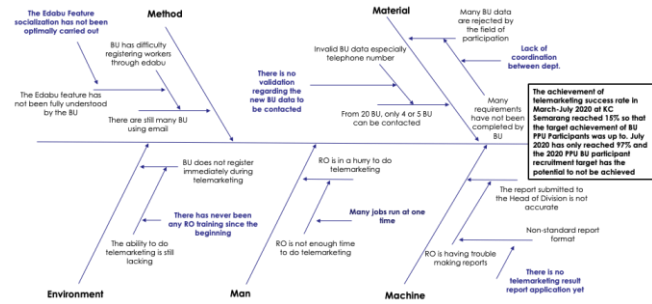 Method
Material
The Edabu Feature
socialization has not been
optimally carried out
BU has difficulty
registering workers
through edabu
The Edabu feature has
not been fully understood
by the BU
There are still many BU
using email
Many BU data
are rejected by
the field of
participation
Invalid BU data especially
telephone number
Lack of
coordination
between dept.
There is no
validation
regarding the
new BU data to
be contacted
From 20 BU, only 4 or 5 BU
can be contacted
Many
requirements
have not been
completed by
BU
The achievement of
telemarketing success rate in
March-July 2020 at KC
Semarang reached 15% so that
the target achievement of BU
PPU Participants was up to. July
2020 has only reached 97% and
the 2020 PPU BU participant
recruitment target has the
potential to not be achieved
BU does not register
immediately during
telemarketing
There has never been
any RO training since the
beginning
The ability to do
telemarketing is still
lacking
RO is in a hurry to do
telemarketing
Many jobs run at one
time
RO is not enough time
to do telemarketing
The report submitted to
the Head of Division is not
accurate
Non-standard report
format
RO is having trouble
making reports
There is no
telemarketing result
report application yet
Environment
Man
Machine